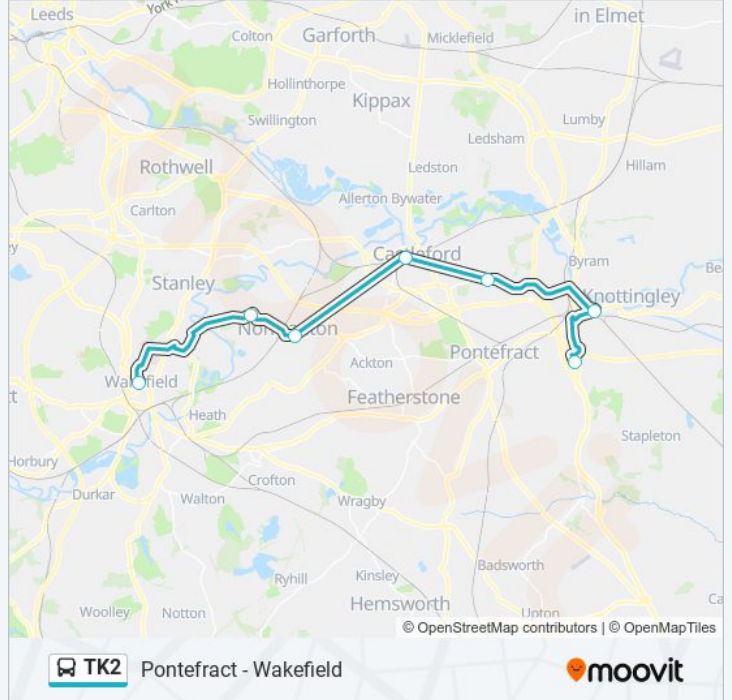 Leeds
York
in Elmet
Colton
Garforth
Micklefield
Hollinthorpe
Kippax
Swillington
Lumby
Ledsham
Rothwell
Ledston
Hillam
Allerton Bywater
Carlton
Castleford
Byram
Stanley
Knottingley
Normanton
Pontefract
Ackton
Wakefield
Featherstone
Heath
Stapleton
Horbury
Crofton
Durkar
Walton
Wragby
Badsworth
Ryhill
Kinsley
Hemsworth
Woolley
Notton
Upton
© OpenStreetMap contributors | © OpenMapTiles
TK2 Pontefract - Wakefield
moovit